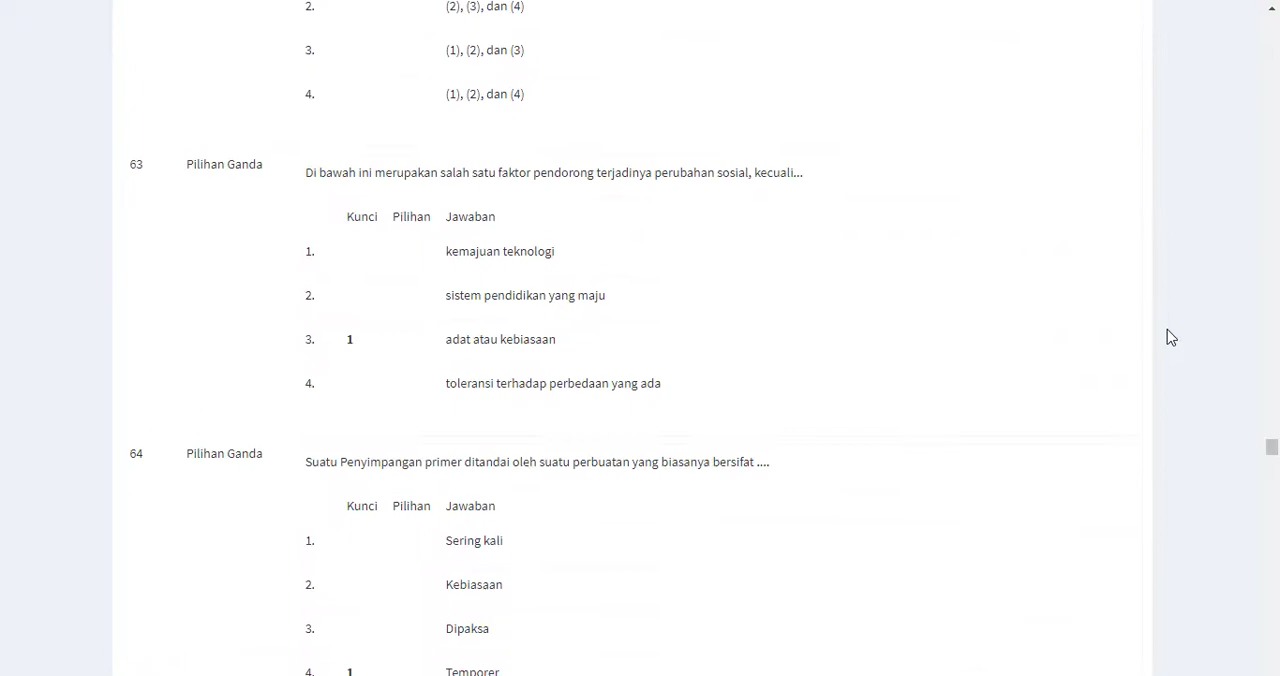 2. (2), (3), dan (4)
3. (1), (2), dan (3)
4. (1), (2), dan (4)
63 Pilihan Ganda Di bawah ini merupakan salah satu faktor pendorong terjadinya perubahan sosial, kecuali...
Kunci Pilihan Jawaban
1. kemajuan teknologi
2. sistem pendidikan yang maju
3. 1 adat atau kebiasaan
4. toleransi terhadap perbedaan yang ada
64 Pilihan Ganda Suatu Penyimpangan primer ditandai oleh suatu perbuatan yang biasanya bersifat ....
Kunci Pilihan Jawaban
1. Sering kali
2. Kebiasaan
3. Dipaksa
4. 1 Temporer